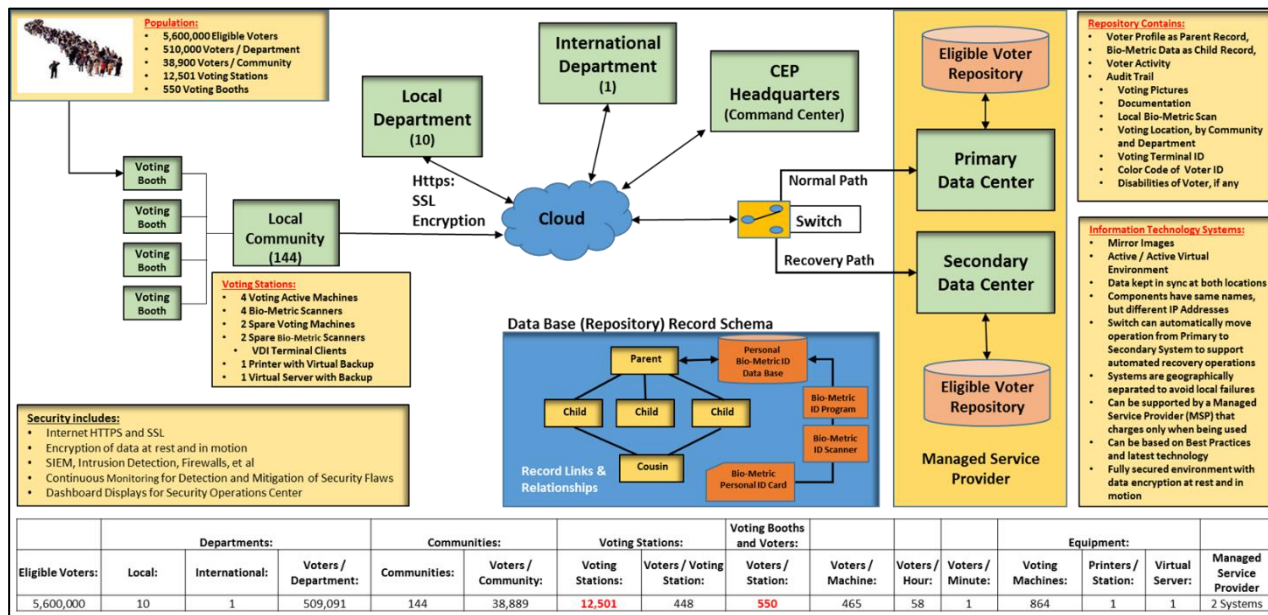 Population:
• 5,600,000 Eligible Voters
• 510,000 Voters / Department
• 38,900 Voters / Community
• 12,501 Voting Stations
• 550 Voting Booths
Local
Department
(10)
International
Department
(1)
CEP
Headquarters
(Command Center)
Eligible Voter
Repository
Primary
Data Center
Normal Path
Switch
Recovery Path
Secondary
Data Center
Eligible Voter
Repository
Managed Service
Provider
Repository Contains:
• Voter Profile as Parent Record,
• Bio-Metric Data as Child Record,
• Voter Activity
• Audit Trail
• Voting Pictures
• Documentation
• Local Bio-Metric Scan
• Voting Location, by Community
and Department
• Voting Terminal ID
• Color Code of Voter ID
• Disabilities of Voter, if any
Voting
Booth
Voting
Booth
Voting
Booth
Voting
Booth
Local
Community
(144)
Https:
SSL
Encryption
Cloud
Voting Stations:
• 4 Voting Active Machines
• 4 Bio-Metric Scanners
• 2 Spare Voting Machines
• 2 Spare Bio-Metric Scanners
• VDI Terminal Clients
• 1 Printer with Virtual Backup
• 1 Virtual Server with Backup
Information Technology Systems:
• Mirror Images
• Active / Active Virtual
Environment
• Data kept in sync at both locations
• Components have same names,
but different IP Addresses
• Switch can automatically move
operation from Primary to
Secondary System to support
automated recovery operations
• Systems are geographically
separated to avoid local failures
• Can be supported by a Managed
Service Provider (MSP) that
charges only when being used
• Can be based on Best Practices
and latest technology
• Fully secured environment with
data encryption at rest and in
motion
Security includes:
• Internet HTTPS and SSL
• Encryption of data at rest and in motion
• SIEM, Intrusion Detection, Firewalls, et al
• Continuous Monitoring for Detection and Mitigation of Security Flaws
• Dashboard Displays for Security Operations Center
Data Base (Repository) Record Schema
Parent
Child
Child
Child
Cousin
Record Links &
Relationships
Personal
Bio-Metric ID
Data Base
Bio-Metric
ID Program
Bio-Metric
ID Scanner
Bio-Metric
Personal ID Card
Departments: Communities: Voting Stations: Voting Booths and Voters: Equipment:
Eligible Voters: Local: International: Voters / Department: Communities: Voters / Community: Voting Stations: Voters / Voting Station: Voters / Station: Voters / Machine: Voters / Hour: Voters / Minute: Voting Machines: Printers / Station: Virtual Server: Managed Service Provider
5,600,000 10 1 509,091 144 38,889 12,501 448 550 465 58 1 864 1 1 2 Systems